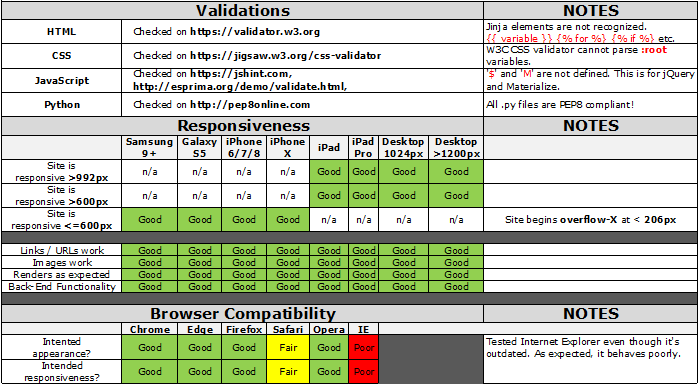 Validations NOTES
HTML Checked on https://validator.w3.org Jinja elements are not recognized.
{{ variable }} {% for %} {% if %} etc.
CSS Checked on https://jigsaw.w3.org/css-validator W3C CSS validator cannot parse :root
variables.
JavaScript Checked on https://jshint.com,
http://esprima.org/demo/validate.html, '$' and 'M' are not defined. This is for jQuery
and Materialize.
Python Checked on http://pep8online.com All .py files are PEP8 compliant!
Responsiveness NOTES
Samsung
9+ Galaxy
S5 iPhone
6/7/8 iPhone
X iPad iPad
Pro Desktop
1024px Desktop
>1200px
Site is
responsive >992px n/a n/a n/a n/a Good Good Good Good
Site is
responsive >600px n/a n/a n/a n/a Good Good Good Good
Site is
responsive <=600px Good Good Good Good n/a n/a n/a n/a Site begins overflow-X at < 206px
Links / URLs work Good Good Good Good Good Good Good Good
Images work Good Good Good Good Good Good Good Good
Renders as expected Good Good Good Good Good Good Good Good
Back-End Functionality Good Good Good Good Good Good Good Good
Browser Compatibility NOTES
Chrome Edge Firefox Safari Opera IE
Intented
appearance? Good Good Good Fair Good Poor Tested Internet Explorer even though it's
outdated. As expected, it behaves poorly.
Intended
responsiveness? Good Good Good Fair Good Poor